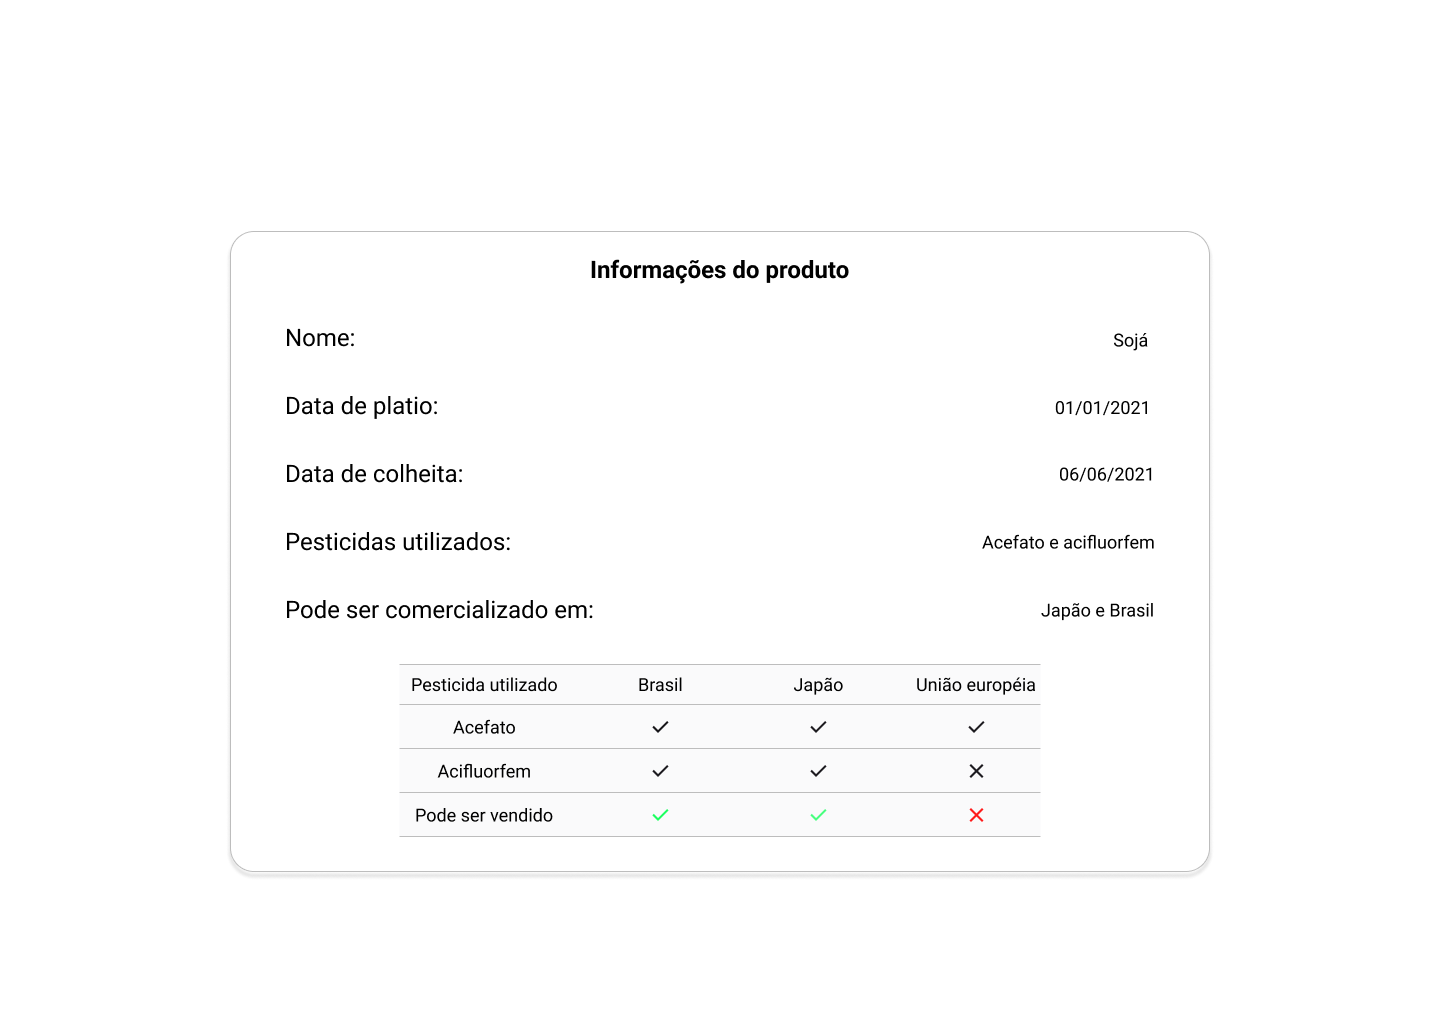 Informações do produto
Nome: Sojá
Data de platio: 01/01/2021
Data de colheita: 06/06/2021
Pesticidas utilizados: Acefato e acifluorfem
Pode ser comercializado em: Japão e Brasil
Pesticida utilizado Brasil Japão União européia
Acefato ✓ ✓ ✓
Acifluorfem ✓ ✓ ✕
Pode ser vendido ✓ ✓ ✕